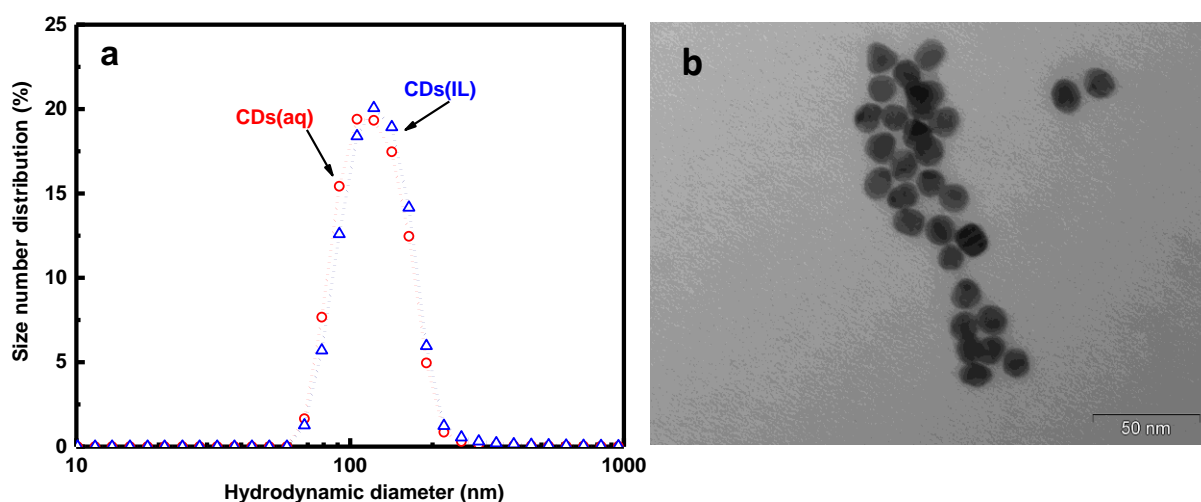 a
CDs(aq)
CDs(IL)
Size number distribution (%)
25
20
15
10
5
0
10
100
1000
Hydrodynamic diameter (nm)
b
50 nm